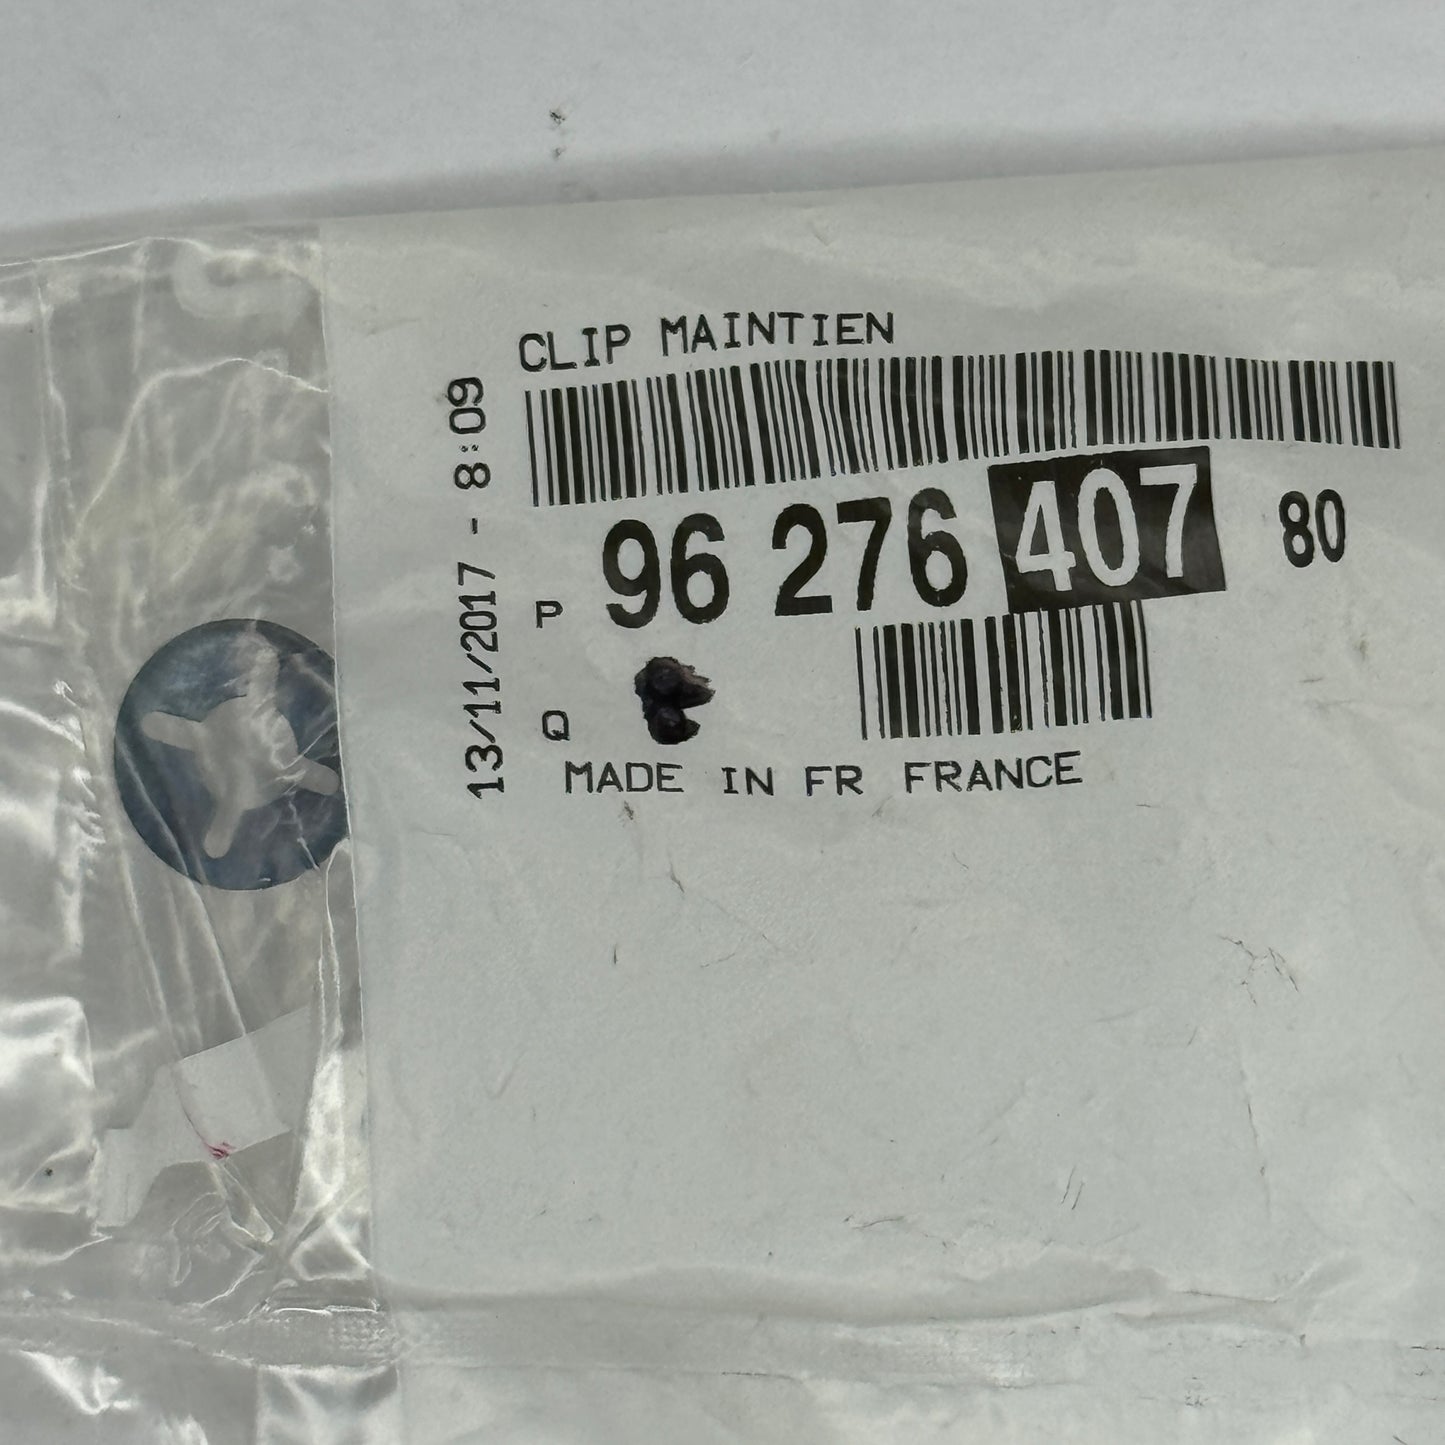 CLIP MAINTIEN
13/11/2017 - 8:09
P 96 276 407 80
Q
MADE IN FR FRANCE